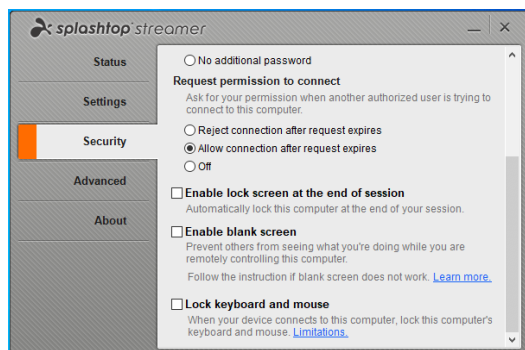 splashtop streamer
Status
Settings
Security
Advanced
About
No additional password
Request permission to connect
Ask for your permission when another authorized user is trying to
connect to this computer.
Reject connection after request expires
Allow connection after request expires
Off
Enable lock screen at the end of session
Automatically lock this computer at the end of your session.
Enable blank screen
Prevent others from seeing what you're doing while you are
remotely controlling this computer.
Follow the instruction if blank screen does not work. Learn more.
Lock keyboard and mouse
When your device connects to this computer, lock this computer's
keyboard and mouse. Limitations.